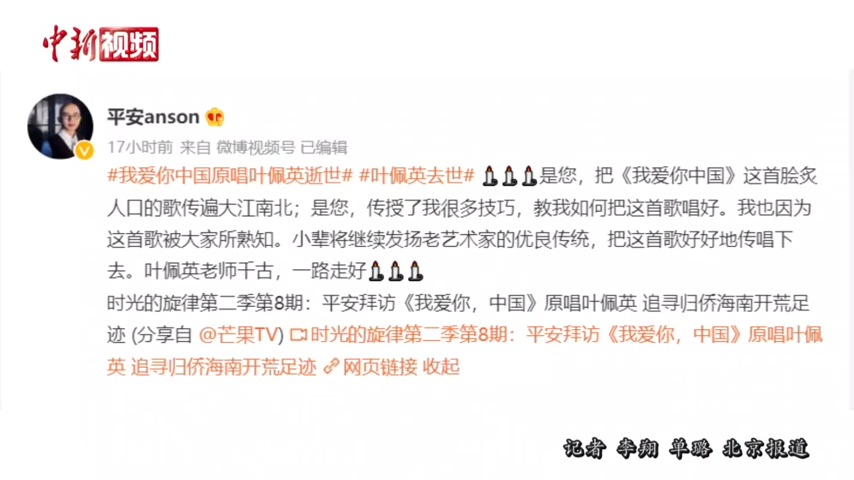 中新视频
平安anson
17小时前 来自 微博视频号 已编辑
#我爱你中国原唱叶佩英逝世# #叶佩英去世# 是您，把《我爱你中国》这首脍炙
人口的歌传遍大江南北；是您，传授了我很多技巧，教我如何把这首歌唱好。我也因为
这首歌被大家所熟知。小辈将继续发扬老艺术家的优良传统，把这首歌好好地传唱下
去。叶佩英老师千古，一路走好
时光的旋律第二季第8期：平安拜访《我爱你，中国》原唱叶佩英 追寻归侨海南开荒足
迹 (分享自 @芒果TV) 时光的旋律第二季第8期：平安拜访《我爱你，中国》原唱叶佩
英 追寻归侨海南开荒足迹 网页链接 收起
记者 李翔 单璐 北京报道